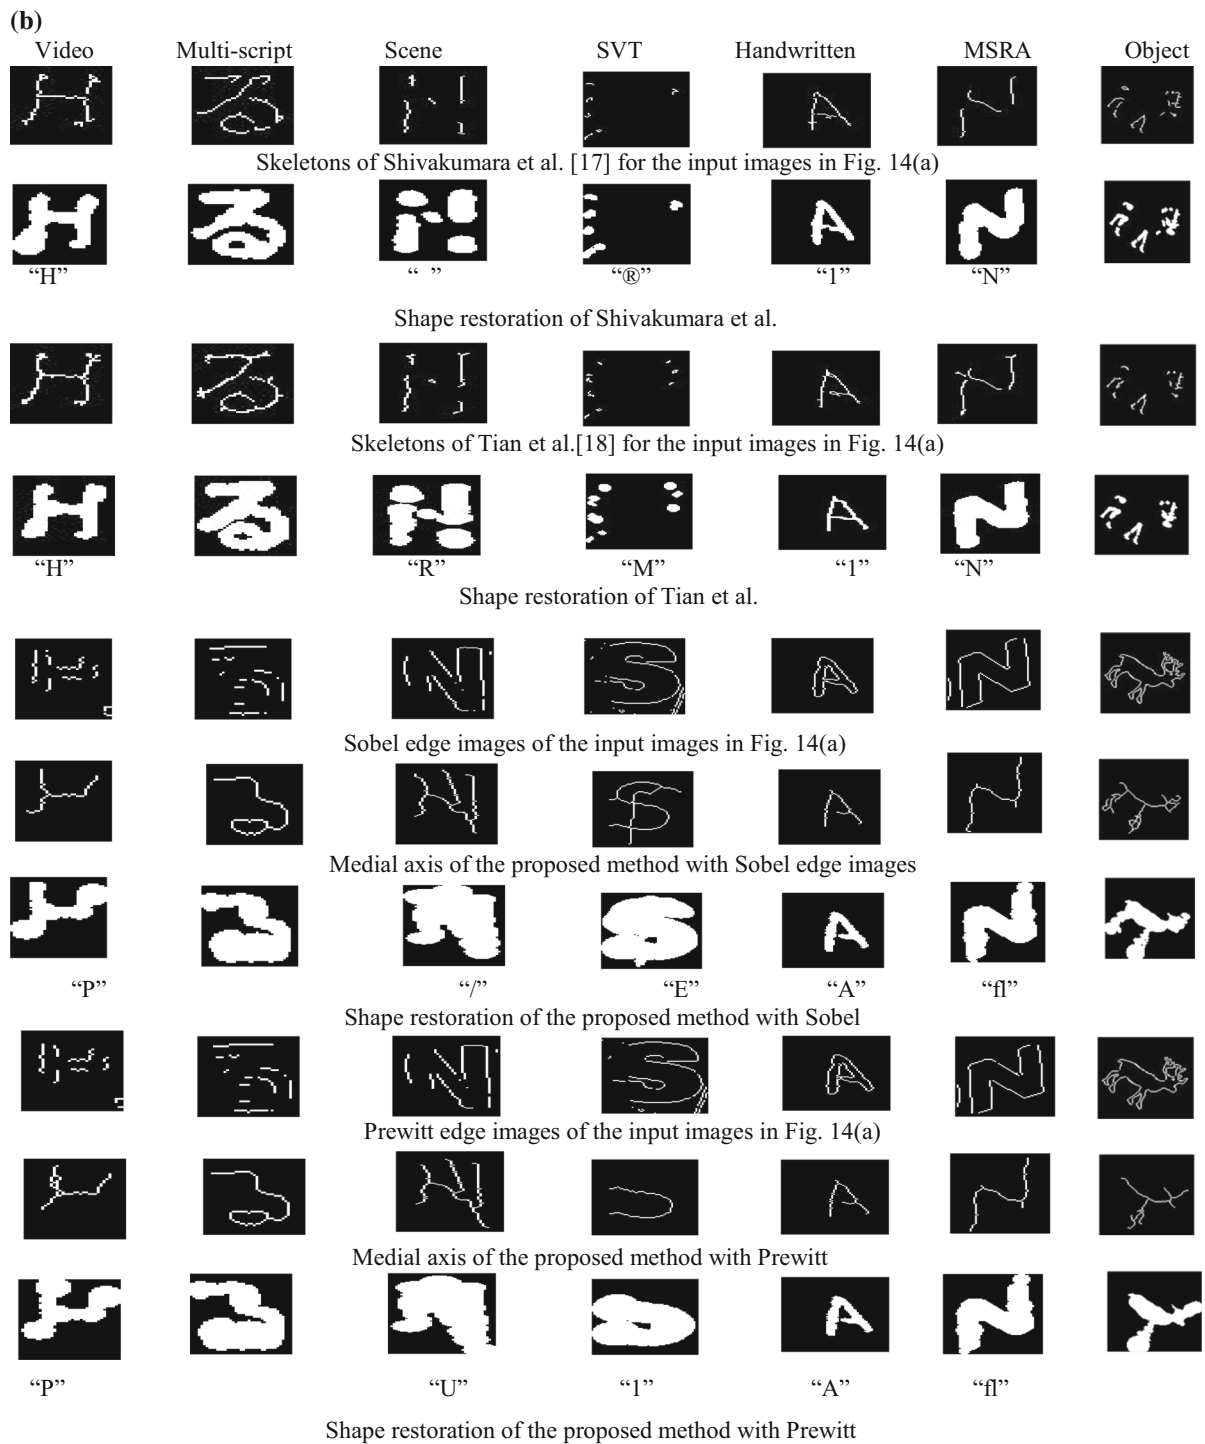 (b)
Video Multi-script Scene SVT Handwritten MSRA Object
Skeletons of Shivakumara et al. [17] for the input images in Fig. 14(a)
“H” “ ” “®” “1” “N”
Shape restoration of Shivakumara et al.
Skeletons of Tian et al.[18] for the input images in Fig. 14(a)
“H” “R” “M” “1” “N”
Shape restoration of Tian et al.
Sobel edge images of the input images in Fig. 14(a)
Medial axis of the proposed method with Sobel edge images
“P” “/” “E” “A” “fl”
Shape restoration of the proposed method with Sobel
Prewitt edge images of the input images in Fig. 14(a)
Medial axis of the proposed method with Prewitt
“P” “U” “1” “A” “fl”
Shape restoration of the proposed method with Prewitt